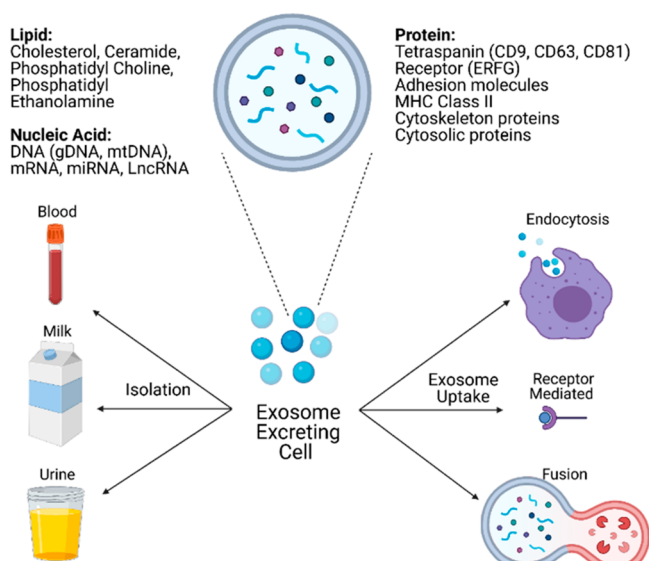 Lipid:
Cholesterol, Ceramide,
Phosphatidyl Choline,
Phosphatidyl
Ethanolamine
Nucleic Acid:
DNA (gDNA, mtDNA),
mRNA, miRNA, LncRNA
Protein:
Tetraspanin (CD9, CD63, CD81)
Receptor (ERFG)
Adhesion molecules
MHC Class II
Cytoskeleton proteins
Cytosolic proteins
Blood
Milk
Urine
Isolation
Exosome
Excreting
Cell
Exosome
Uptake
Endocytosis
Receptor
Mediated
Fusion